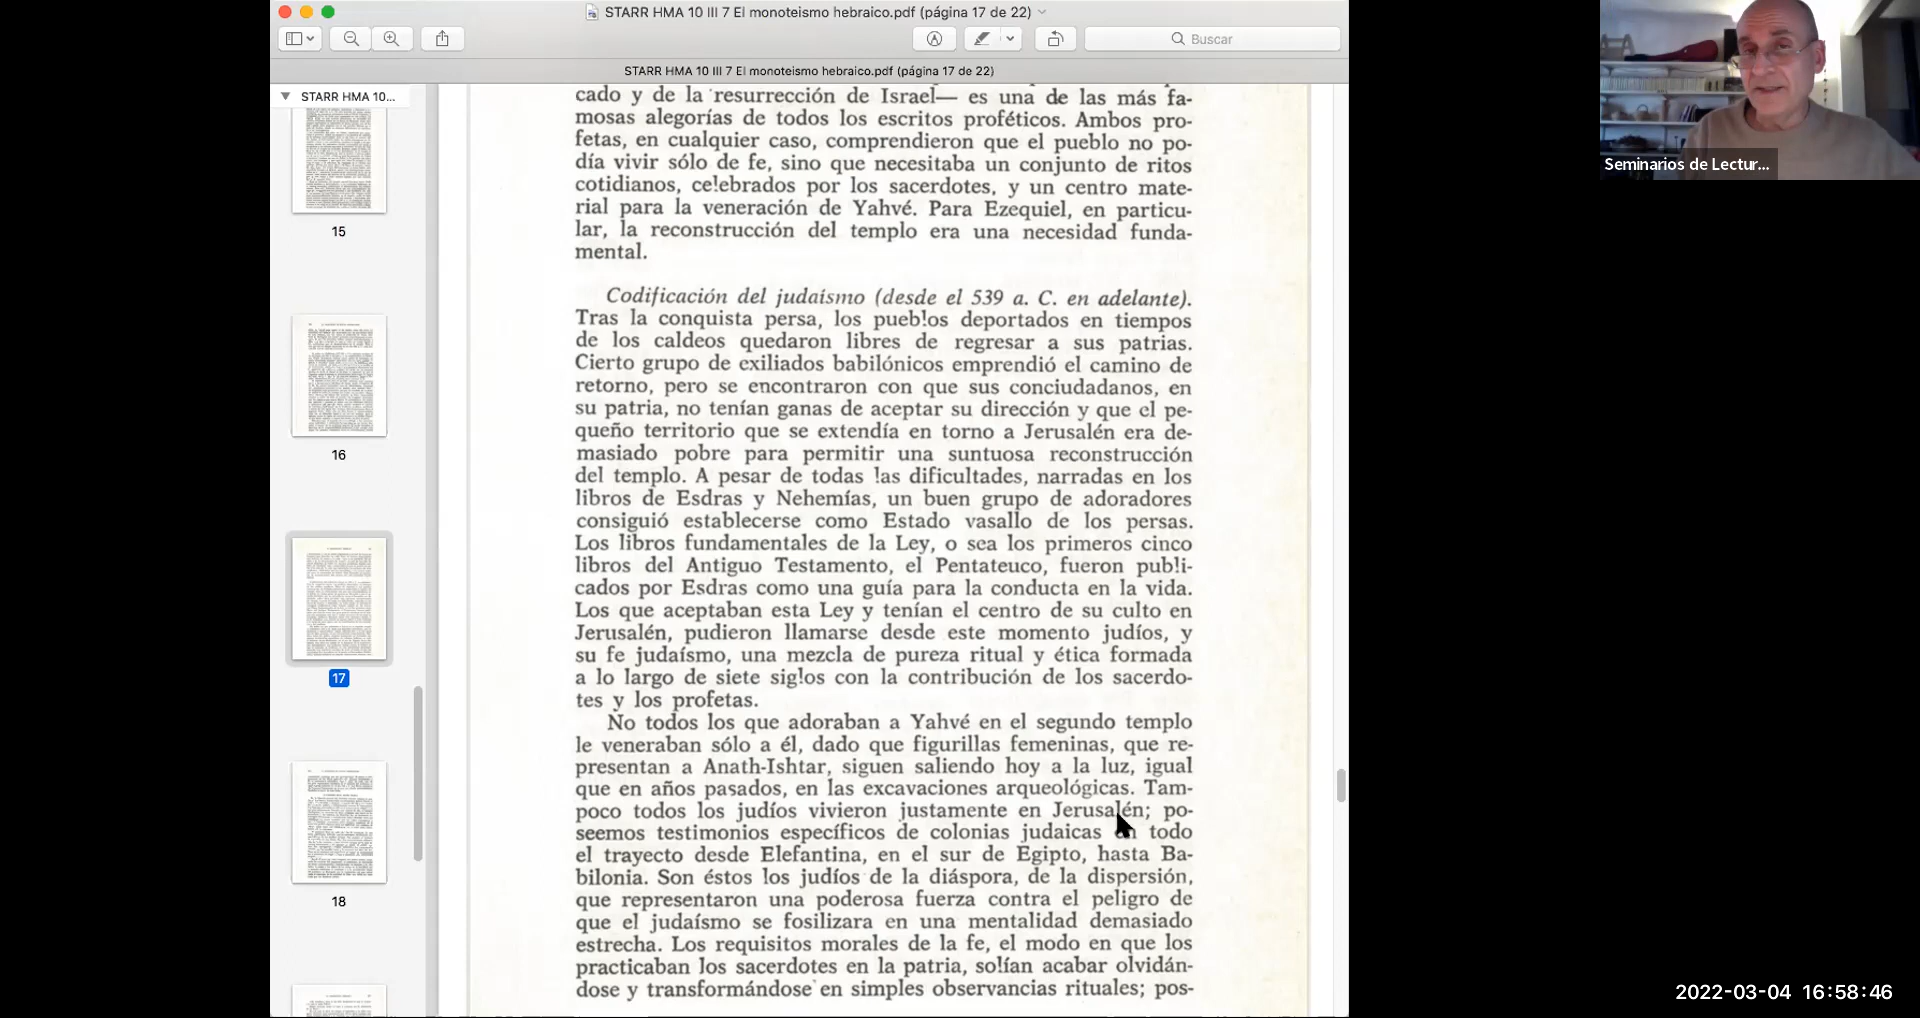 STARR HMA 10 III 7 El monoteismo hebraico.pdf (página 17 de 22)
Buscar
STARR HMA 10 III 7 El monoteismo hebraico.pdf (página 17 de 22)
STARR HMA 10...
15
16
17
18
cado y de la resurrección de Israel— es una de las más fa-
mosas alegorías de todos los escritos proféticos. Ambos pro-
fetas, en cualquier caso, comprendieron que el pueblo no po-
día vivir sólo de fe, sino que necesitaba un conjunto de ritos
cotidianos, ce!ebrados por los sacerdotes, y un centro mate-
rial para la veneración de Yahvé. Para Ezequiel, en particu-
lar, la reconstrucción del templo era una necesidad funda-
mental.
Codificación del judaísmo (desde el 539 a. C. en adelante).
Tras la conquista persa, los pueb!os deportados en tiempos
de los caldeos quedaron libres de regresar a sus patrias.
Cierto grupo de exiliados babilónicos emprendió el camino de
retorno, pero se encontraron con que sus conciudadanos, en
su patria, no tenían ganas de aceptar su dirección y que el pe-
queño territorio que se extendía en torno a Jerusalén era de-
masiado pobre para permitir una suntuosa reconstrucción
del templo. A pesar de todas !as dificultades, narradas en los
libros de Esdras y Nehemías, un buen grupo de adoradores
consiguió establecerse como Estado vasallo de los persas.
Los libros fundamentales de la Ley, o sea los primeros cinco
libros del Antiguo Testamento, el Pentateuco, fueron pub!i-
cados por Esdras como una guía para la conducta en la vida.
Los que aceptaban esta Ley y tenían el centro de su culto en
Jerusalén, pudieron llamarse desde este momento judíos, y
su fe judaísmo, una mezcla de pureza ritual y ética formada
a lo largo de siete sig!os con la contribución de los sacerdo-
tes y los profetas.
No todos los que adoraban a Yahvé en el segundo templo
le veneraban sólo a él, dado que figurillas femeninas, que re-
presentan a Anath-Ishtar, siguen saliendo hoy a la luz, igual
que en años pasados, en las excavaciones arqueológicas. Tam-
poco todos los judíos vivieron justamente en Jerusalén; po-
seemos testimonios específicos de colonias judaicas en todo
el trayecto desde Elefantina, en el sur de Egipto, hasta Ba-
bilonia. Son éstos los judíos de la diáspora, de la dispersión,
que representaron una poderosa fuerza contra el peligro de
que el judaísmo se fosilizara en una mentalidad demasiado
estrecha. Los requisitos morales de la fe, el modo en que los
practicaban los sacerdotes en la patria, so!ían acabar olvidán-
dose y transformándose en simples observancias rituales; pos-
Seminarios de Lectur...
2022-03-04 16:58:46